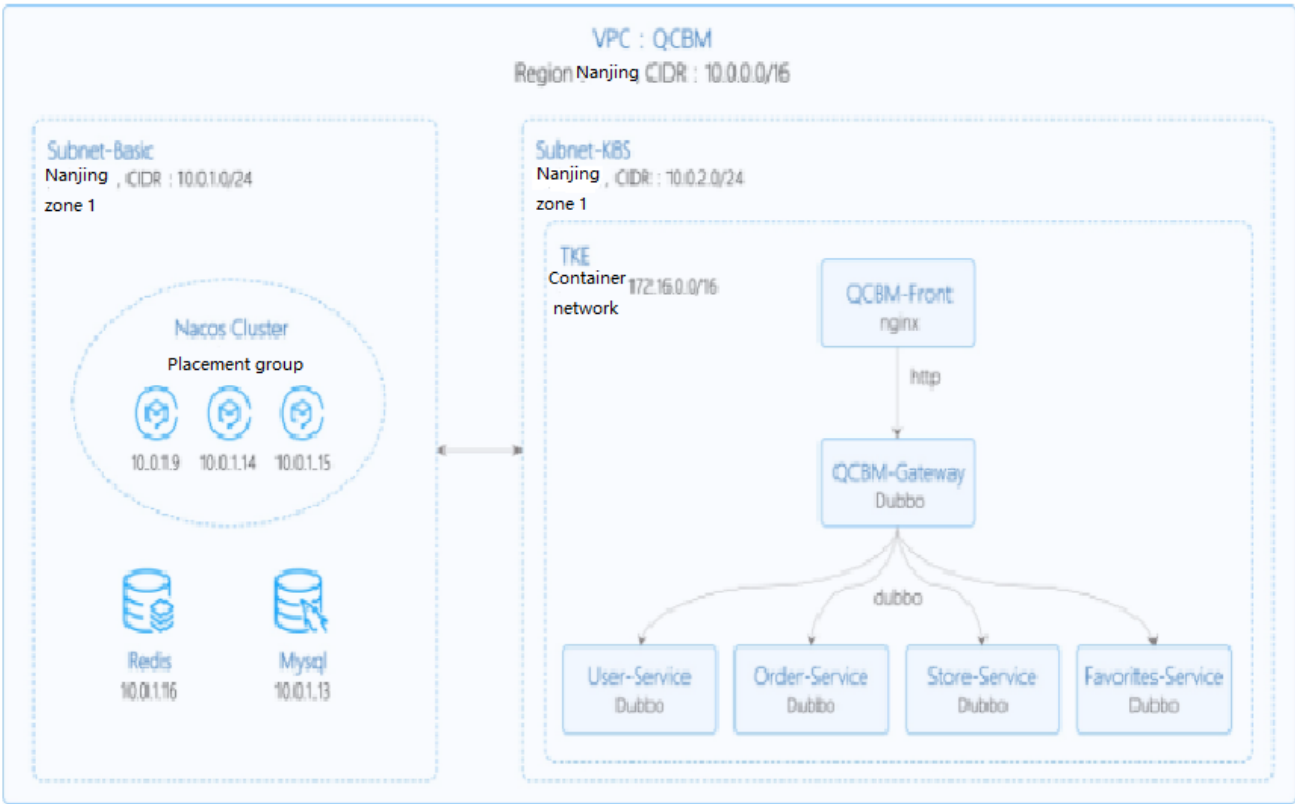 VPC : QCBM
Region Nanjing CIDR : 10.0.0.0/16
Subnet-Basic
Nanjing , CIDR : 10.0.1.0/24
zone 1
Nacos Cluster
Placement group
10.0.1.9 10.0.1.14 10.0.1.15
Redis
10.0.1.16
Mysql
10.0.1.13
Subnet-K8S
Nanjing , CIDR : 10.0.2.0/24
zone 1
TKE
Container 172.16.0.0/16
network
QCBM-Front
nginx
http
QCBM-Gateway
Dubbo
dubbo
User-Service
Dubbo
Order-Service
Dubbo
Store-Service
Dubbo
Favorites-Service
Dubbo